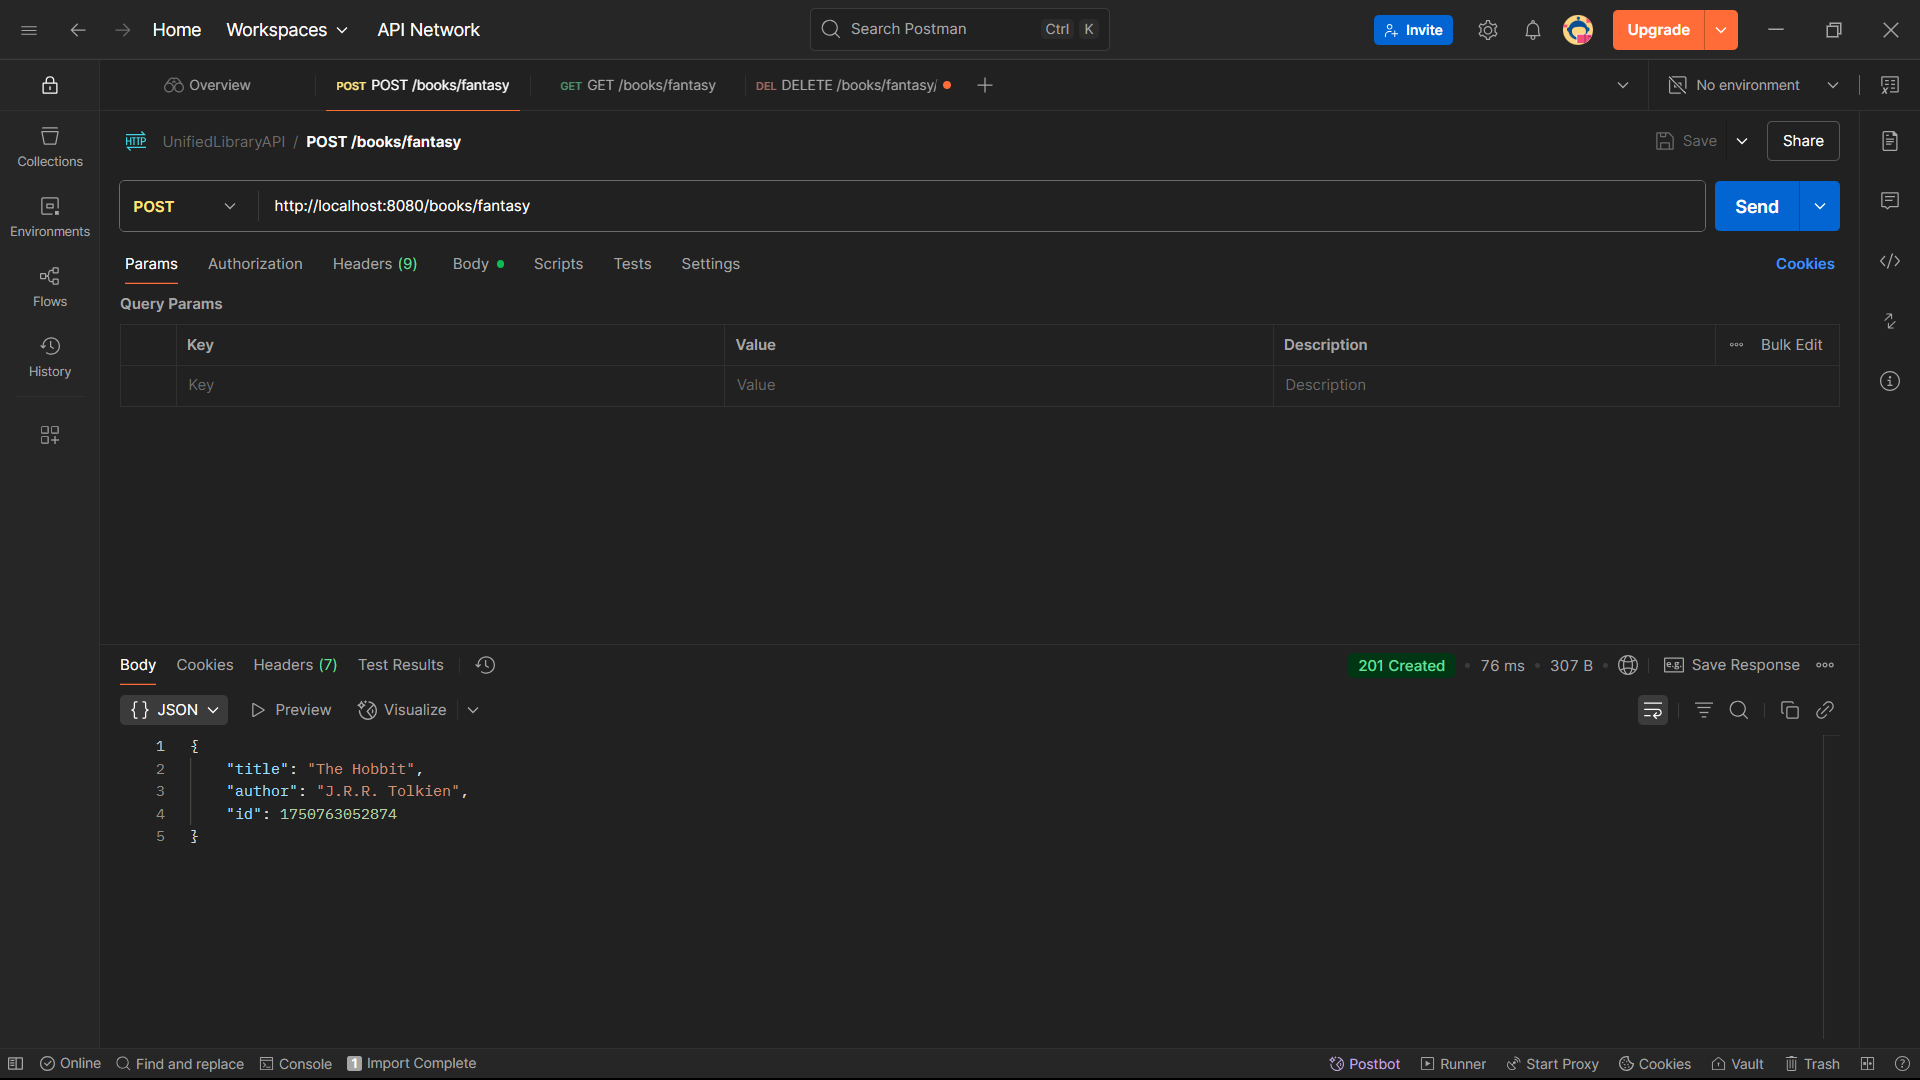 Home Workspaces API Network Search Postman Ctrl K Invite Upgrade
Overview POST POST /books/fantasy GET GET /books/fantasy DEL DELETE /books/fantasy/ No environment
HTTP UnifiedLibraryAPI / POST /books/fantasy Save Share
Collections
POST http://localhost:8080/books/fantasy Send
Environments
Params Authorization Headers (9) Body Scripts Tests Settings Cookies
Flows
Query Params
Key Value Description Bulk Edit
History
Key Value Description
Body Cookies Headers (7) Test Results 201 Created 76 ms 307 B e.g. Save Response
{} JSON Preview Visualize
1 {
2 "title": "The Hobbit",
3 "author": "J.R.R. Tolkien",
4 "id": 1750763052874
5 }
Online Find and replace Console 1 Import Complete Postbot Runner Start Proxy Cookies Vault Trash